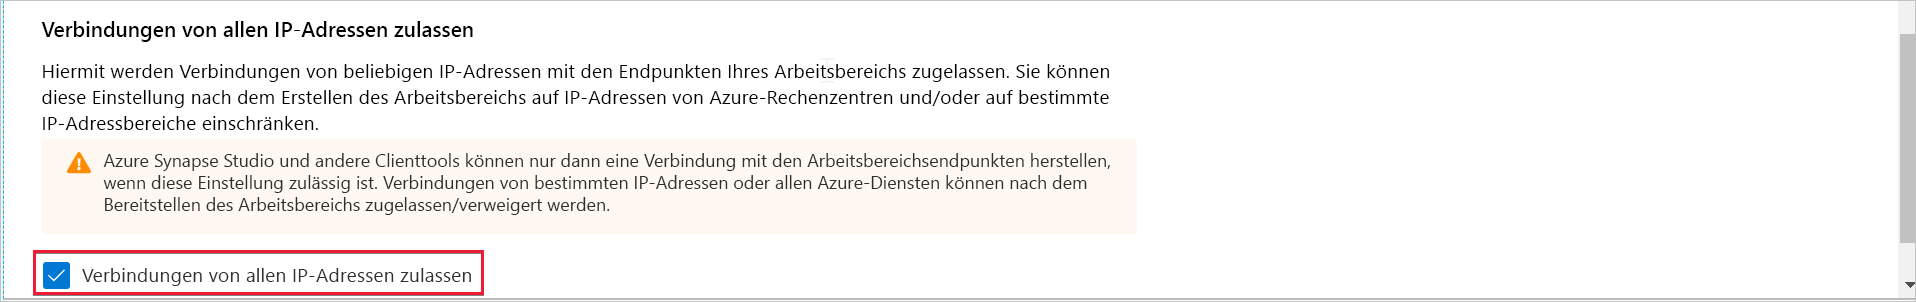 Verbindungen von allen IP-Adressen zulassen
Hiermit werden Verbindungen von beliebigen IP-Adressen mit den Endpunkten Ihres Arbeitsbereichs zugelassen. Sie können
diese Einstellung nach dem Erstellen des Arbeitsbereichs auf IP-Adressen von Azure-Rechenzentren und/oder auf bestimmte
IP-Adressbereiche einschränken.
Azure Synapse Studio und andere Clienttools können nur dann eine Verbindung mit den Arbeitsbereichsendpunkten herstellen,
wenn diese Einstellung zulässig ist. Verbindungen von bestimmten IP-Adressen oder allen Azure-Diensten können nach dem
Bereitstellen des Arbeitsbereichs zugelassen/verweigert werden.
Verbindungen von allen IP-Adressen zulassen